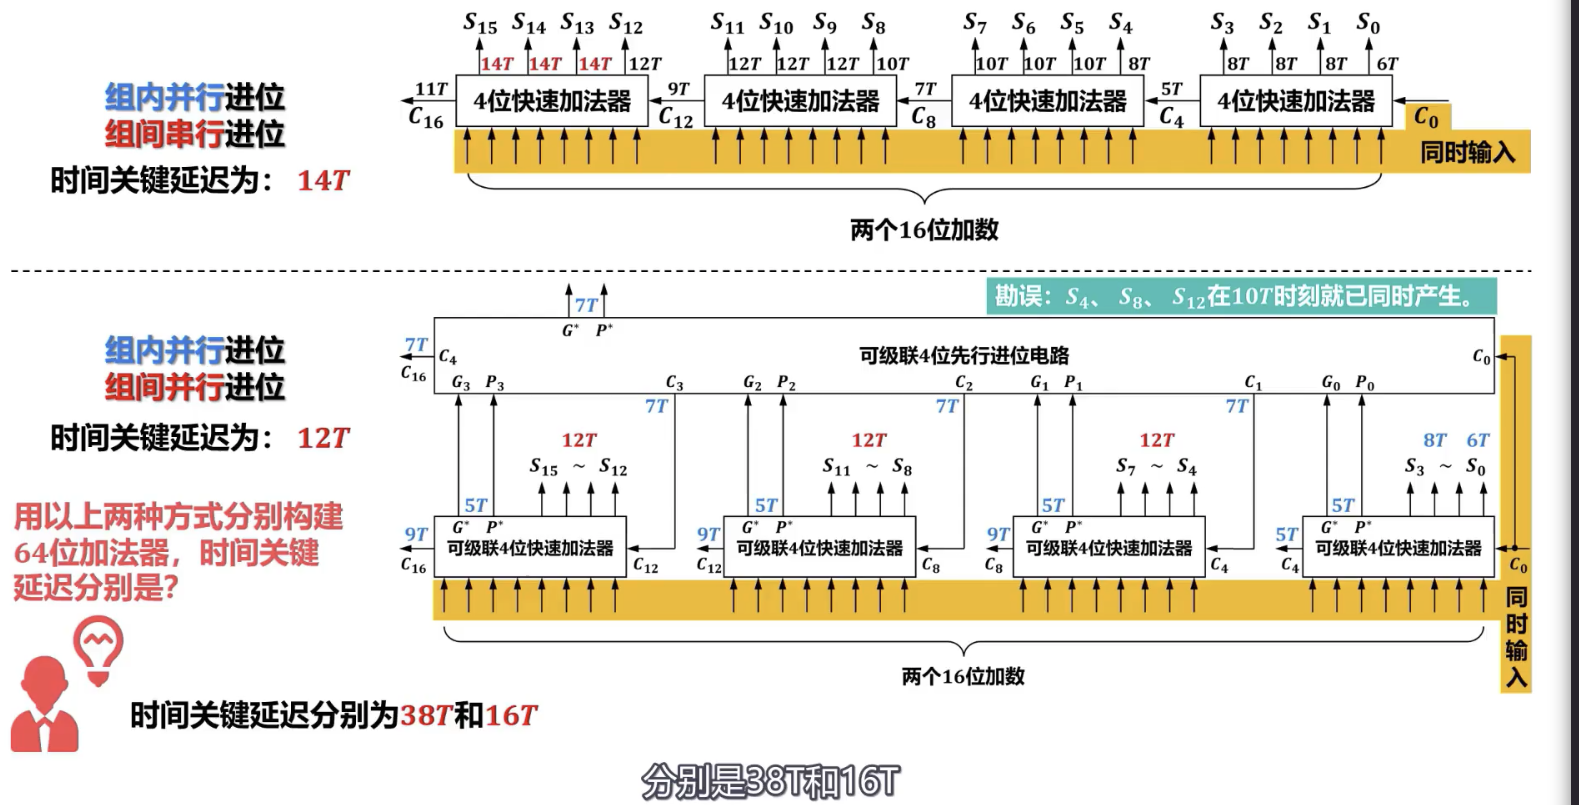 S15 S14 S13 S12 S11 S10 S9 S8 S7 S6 S5 S4 S3 S2 S1 S0
14T 14T 14T 12T 12T 12T 12T 10T 10T 10T 10T 8T 8T 8T 8T 6T
组内并行进位
组间串行进位
时间关键延迟为： 14T
11T 4位快速加法器 9T 4位快速加法器 7T 4位快速加法器 5T 4位快速加法器
C16 C12 C8 C4 C0
同时输入
两个16位加数
勘误：S4、 S8、 S12在10T时刻就已同时产生。
7T
G* P*
组内并行进位
组间并行进位
时间关键延迟为： 12T
7T C4 可级联4位先行进位电路 C0
C16
G3 P3 C3 G2 P2 C2 G1 P1 C1 G0 P0
7T 7T 7T
12T 12T 12T 8T 6T
S15 ~ S12 S11 ~ S8 S7 ~ S4 S3 ~ S0
5T 5T 5T 5T
G* P* G* P* G* P* G* P*
9T 可级联4位快速加法器 9T 可级联4位快速加法器 9T 可级联4位快速加法器 5T 可级联4位快速加法器
C16 C12 C12 C8 C8 C4 C4 C0
同时输入
两个16位加数
用以上两种方式分别构建
64位加法器，时间关键
延迟分别是？
时间关键延迟分别为38T和16T
分别是38T和16T